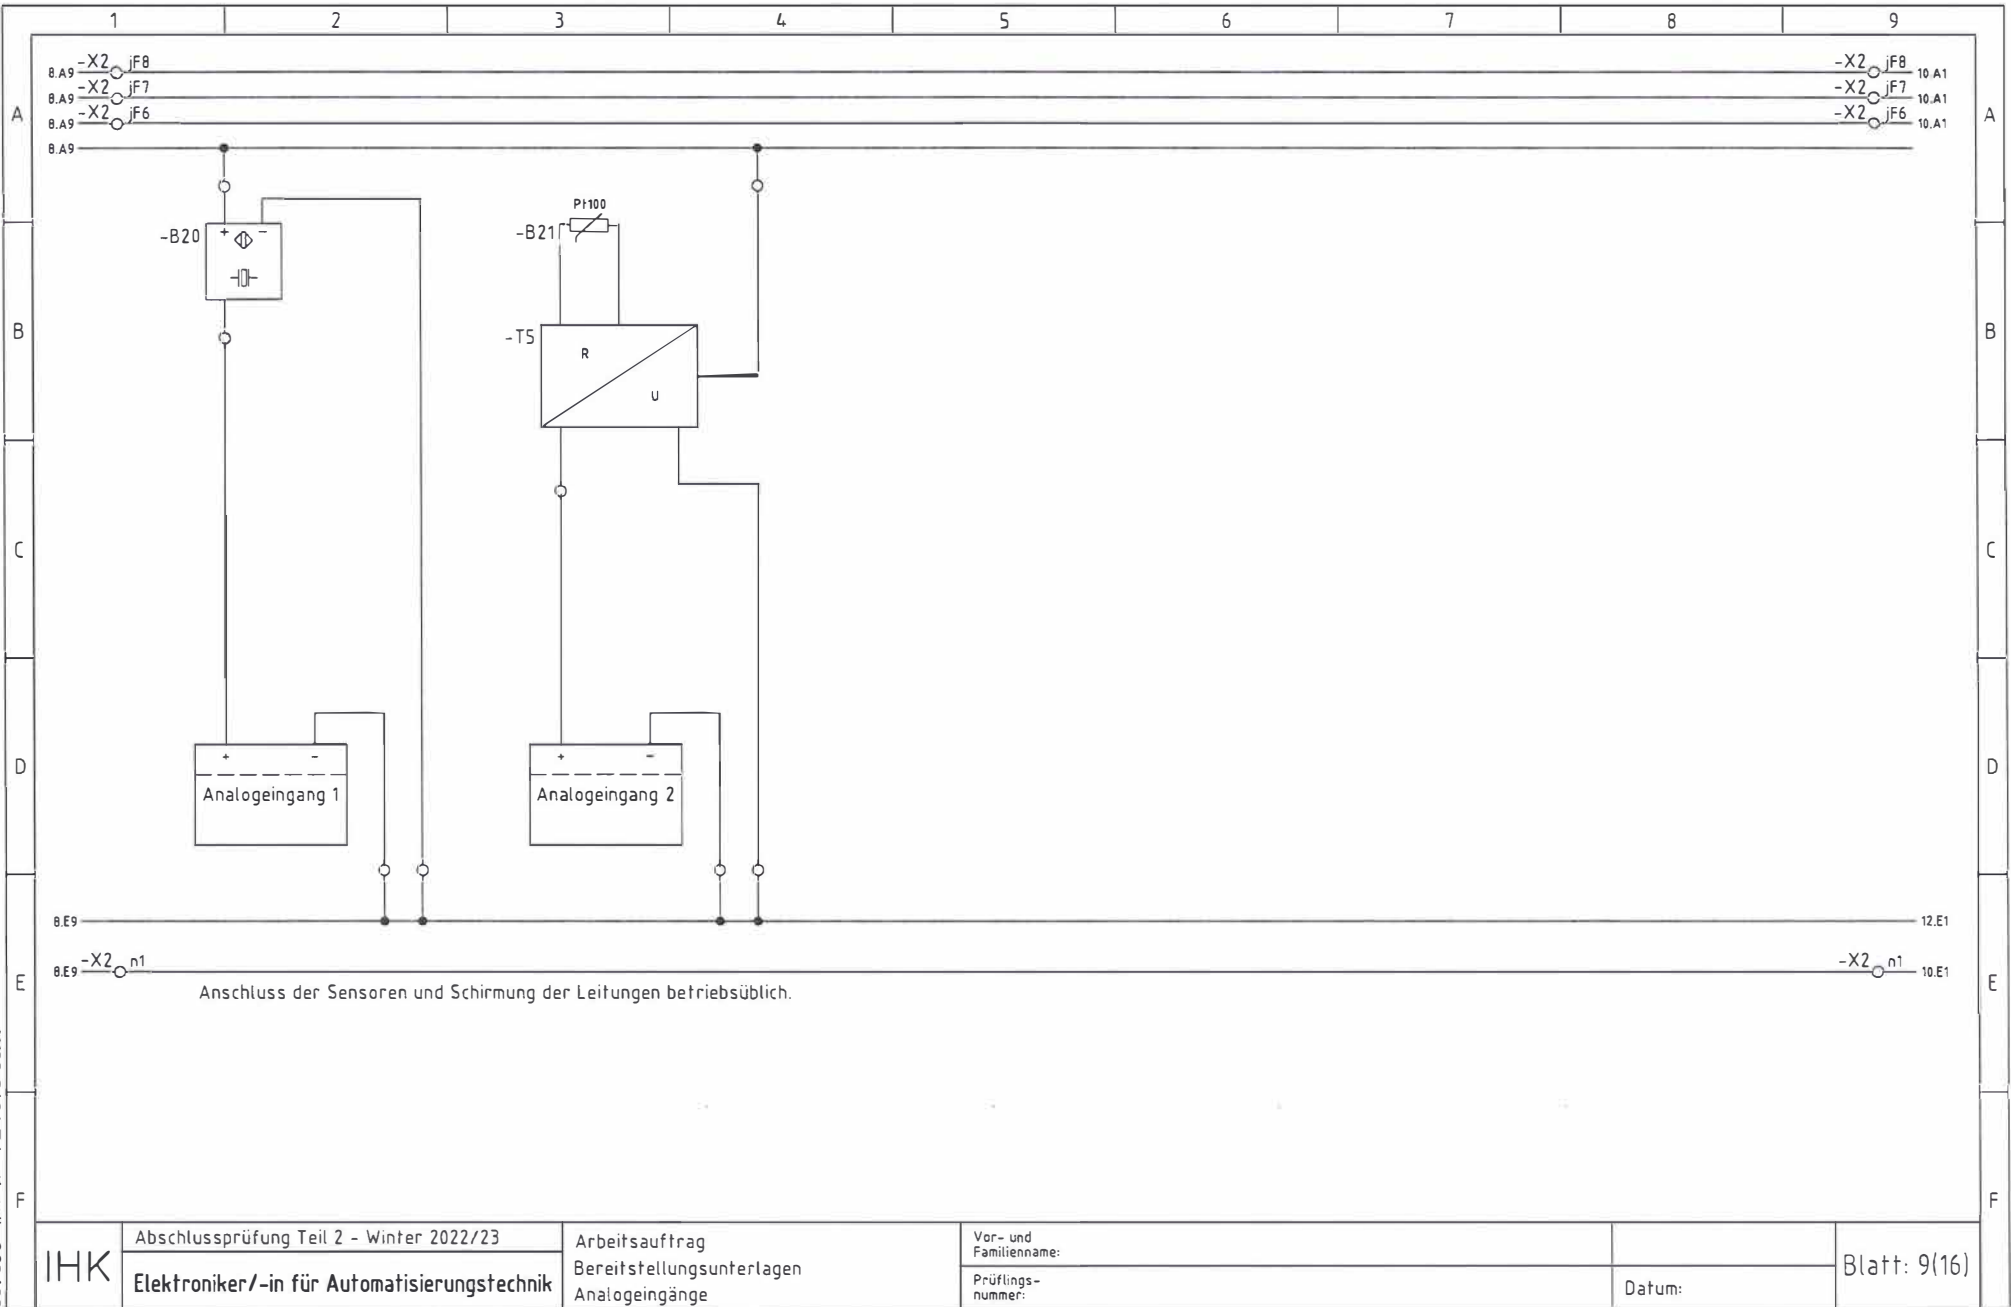 1 2 3 4 5 6 7 8 9
8.A9 -X2 jF8 -X2 jF8 10.A1
8.A9 -X2 jF7 -X2 jF7 10.A1
A 8.A9 -X2 jF6 -X2 jF6 10.A1 A
8.A9
Pt100
-B20 + - -B21
B -T5 B
R
U
C C
+ - + -
D D
Analogeingang 1 Analogeingang 2
8.E9 12.E1
8.E9 -X2 n1 -X2 n1 10.E1
E E
Anschluss der Sensoren und Schirmung der Leitungen betriebsüblich.
F F
IHK
Abschlussprüfung Teil 2 - Winter 2022/23
Elektroniker/-in für Automatisierungstechnik
Arbeitsauftrag
Bereitstellungsunterlagen
Analogeingänge
Vor- und
Familienname:
Prüflings-
nummer:
Datum:
Blatt: 9(16)